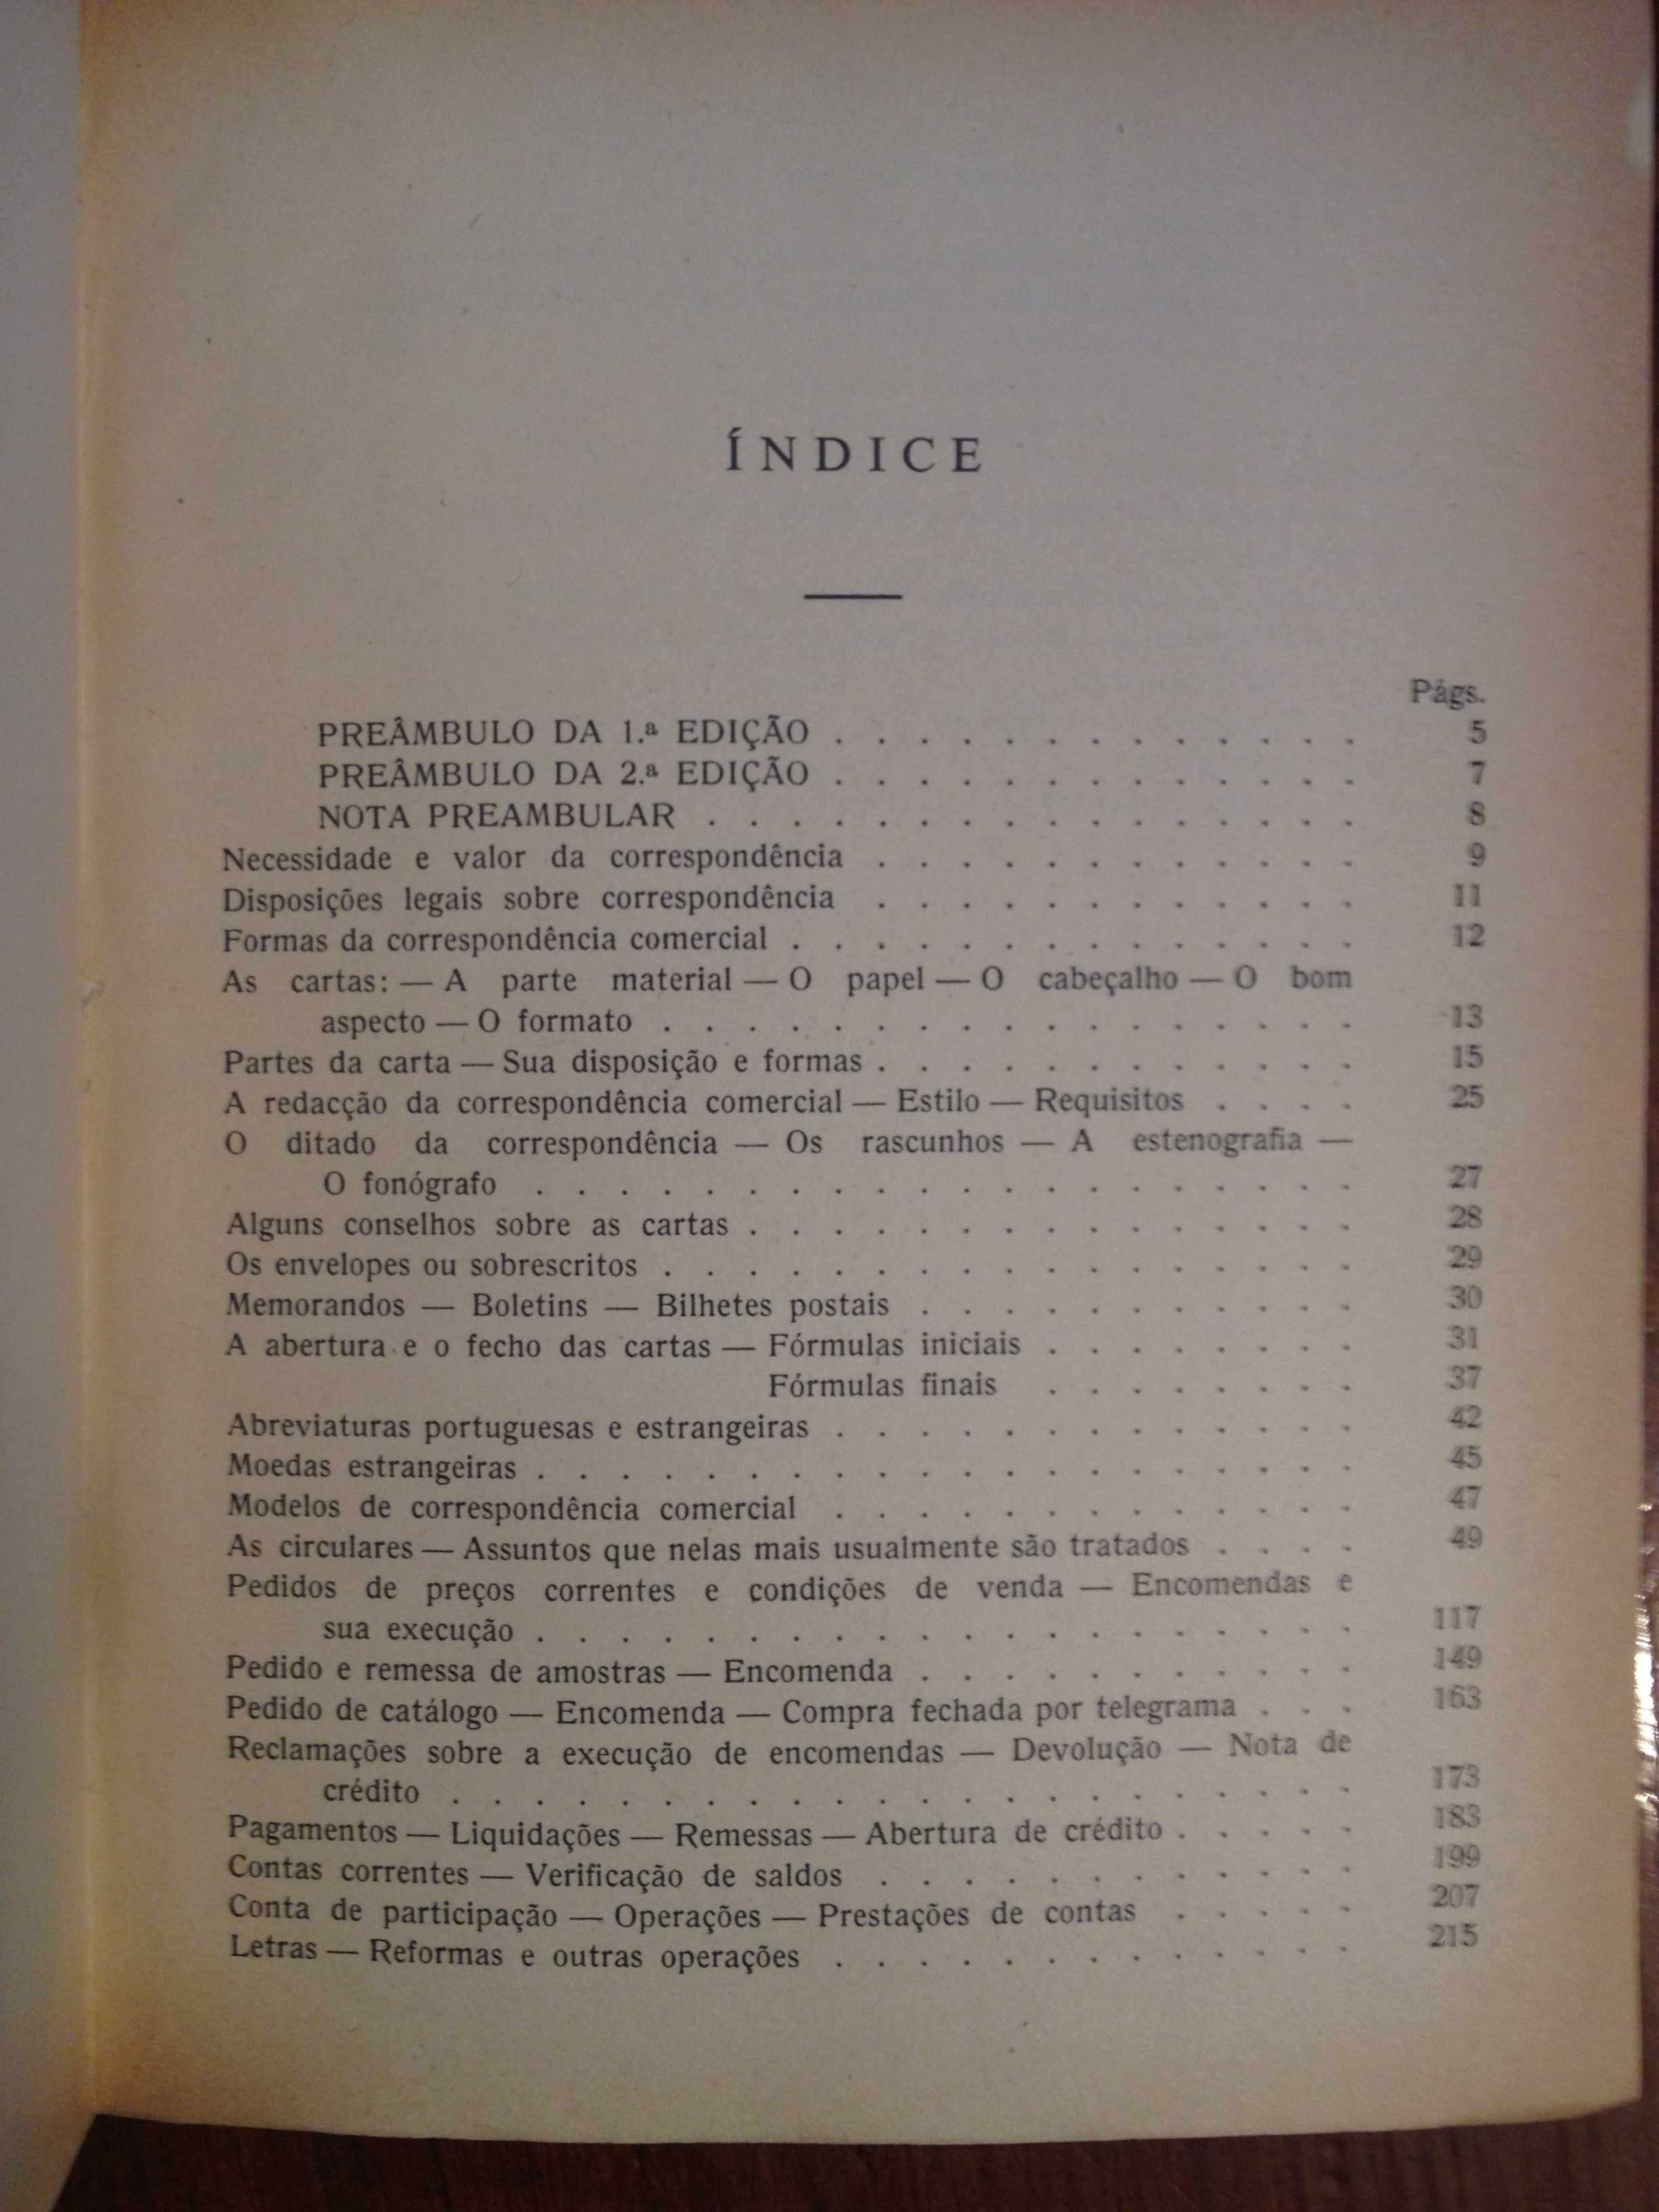 ÍNDICE
Págs.
PREÂMBULO DA 1.ª EDIÇÃO . . . . . . . . . . . . . 5
PREÂMBULO DA 2.ª EDIÇÃO . . . . . . . . . . . . . 7
NOTA PREAMBULAR . . . . . . . . . . . . . . . . 8
Necessidade e valor da correspondência . . . . . . . . . . . . 9
Disposições legais sobre correspondência . . . . . . . . . . . . 11
Formas da correspondência comercial . . . . . . . . . . . . . . 12
As cartas: — A parte material — O papel — O cabeçalho — O bom
aspecto — O formato . . . . . . . . . . . . . . . . . 13
Partes da carta — Sua disposição e formas . . . . . . . . . . . . 15
A redacção da correspondência comercial — Estilo — Requisitos . . . . 25
O ditado da correspondência — Os rascunhos — A estenografia —
O fonógrafo . . . . . . . . . . . . . . . . . . . . 27
Alguns conselhos sobre as cartas . . . . . . . . . . . . . . . 28
Os envelopes ou sobrescritos . . . . . . . . . . . . . . . . . 29
Memorandos — Boletins — Bilhetes postais . . . . . . . . . . . 30
A abertura e o fecho das cartas — Fórmulas iniciais . . . . . . . . 31
Fórmulas finais . . . . . . . . 37
Abreviaturas portuguesas e estrangeiras . . . . . . . . . . . . . 42
Moedas estrangeiras . . . . . . . . . . . . . . . . . . . . 45
Modelos de correspondência comercial . . . . . . . . . . . . . 47
As circulares — Assuntos que nelas mais usualmente são tratados . . . . 49
Pedidos de preços correntes e condições de venda — Encomendas e
sua execução . . . . . . . . . . . . . . . . . . . . 117
Pedido e remessa de amostras — Encomenda . . . . . . . . . . . 149
Pedido de catálogo — Encomenda — Compra fechada por telegrama . . . 163
Reclamações sobre a execução de encomendas — Devolução — Nota de
crédito . . . . . . . . . . . . . . . . . . . . . . 173
Pagamentos — Liquidações — Remessas — Abertura de crédito . . . . . 183
Contas correntes — Verificação de saldos . . . . . . . . . . . . 199
Conta de participação — Operações — Prestações de contas . . . . . 207
Letras — Reformas e outras operações . . . . . . . . . . . . . 215